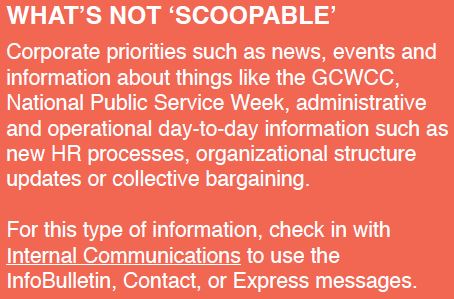 WHAT’S NOT ‘SCOOPABLE’
Corporate priorities such as news, events and
information about things like the GCWCC,
National Public Service Week, administrative
and operational day-to-day information such as
new HR processes, organizational structure
updates or collective bargaining.
For this type of information, check in with
Internal Communications to use the
InfoBulletin, Contact, or Express messages.